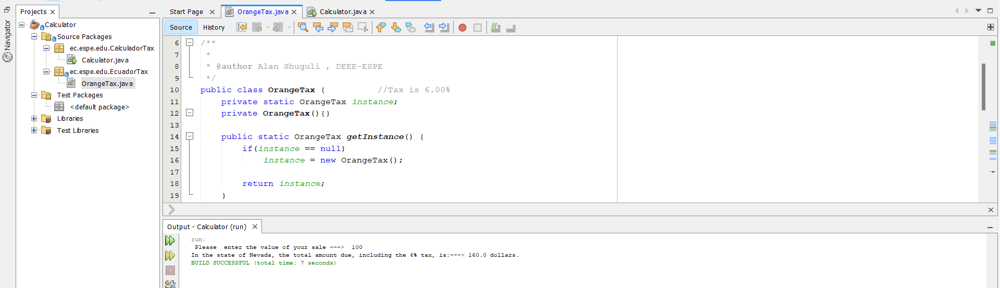 Projects
Navigator
Calculator
Source Packages
ec.espe.edu.CalculadorTax
Calculator.java
ec.espe.edu.EcuadorTax
OrangeTax.java
Test Packages
<default package>
Libraries
Test Libraries
Start Page
OrangeTax.java
Calculator.java
Source History
6 /**
7 *
8 * @author Alan Shuguli , DEEE-ESPE
9 */
10 public class OrangeTax { //Tax is 6.00%
11 private static OrangeTax instance;
12 private OrangeTax(){}
13
14 public static OrangeTax getInstance() {
15 if(instance == null)
16 instance = new OrangeTax();
17
18 return instance;
19 }
Output - Calculator (run)
run:
Please  enter the value of your sale --->  100
In the state of Nevada, the total amount due, including the 6% tax, is:---> 160.0 dollars.
BUILD SUCCESSFUL (total time: 7 seconds)